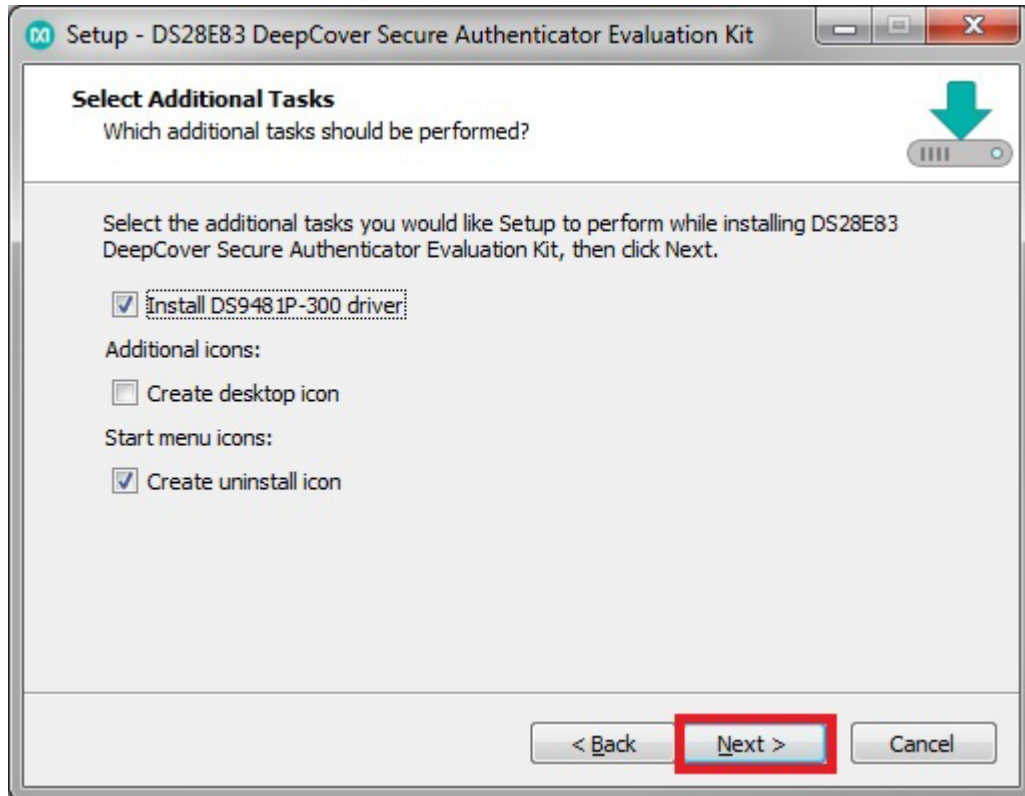 Setup - DS28E83 DeepCover Secure Authenticator Evaluation Kit
Select Additional Tasks
Which additional tasks should be performed?
Select the additional tasks you would like Setup to perform while installing DS28E83
DeepCover Secure Authenticator Evaluation Kit, then click Next.
Install DS9481P-300 driver
Additional icons:
Create desktop icon
Start menu icons:
Create uninstall icon
< Back Next > Cancel